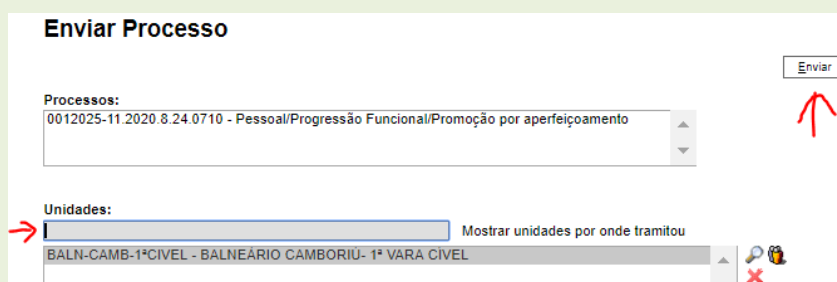 Enviar Processo
Enviar
Processos:
0012025-11.2020.8.24.0710 - Pessoal/Progressão Funcional/Promoção por aperfeiçoamento
Unidades:
Mostrar unidades por onde tramitou
BALN-CAMB-1ªCIVEL - BALNEÁRIO CAMBORIÚ- 1ª VARA CÍVEL